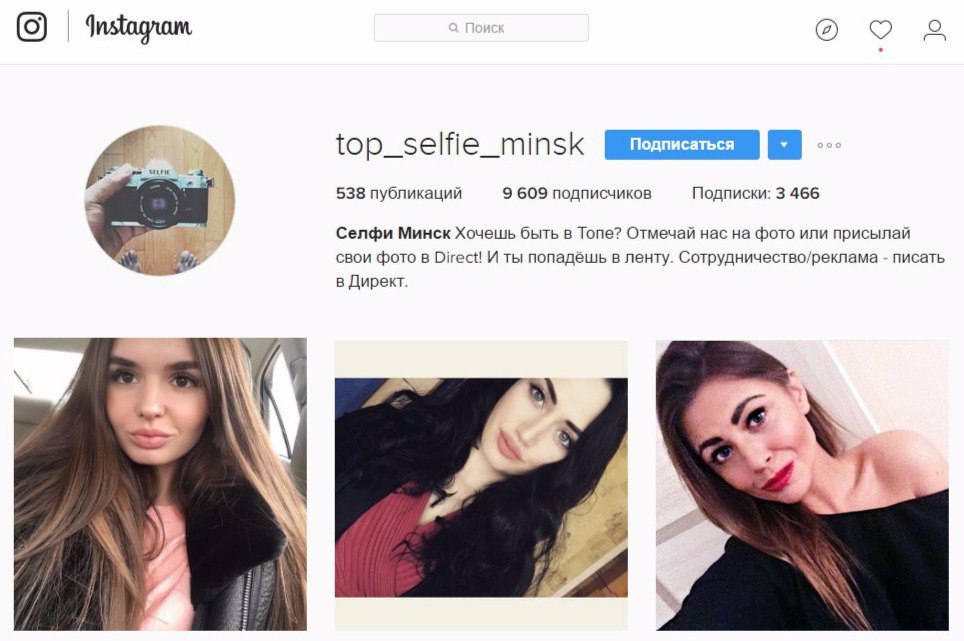 Instagram
Поиск
top_selfie_minsk
Подписаться
538 публикаций 9 609 подписчиков Подписки: 3 466
Селфи Минск Хочешь быть в Топе? Отмечай нас на фото или присылай
свои фото в Direct! И ты попадёшь в ленту. Сотрудничество/реклама - писать
в Директ.
SELFIE